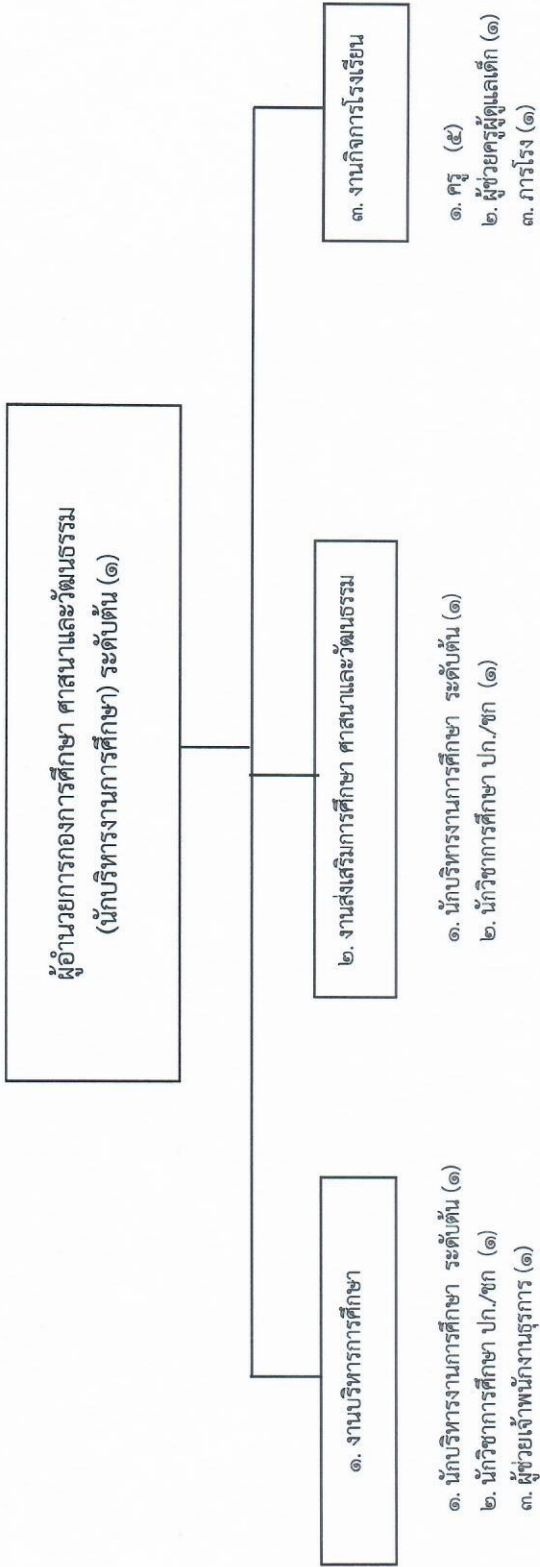 ผู้อำนวยการกองการศึกษา ศาสนาและวัฒนธรรม
(นักบริหารงานการศึกษา) ระดับต้น (๑)
๑. งานบริหารการศึกษา
๑. นักบริหารงานการศึกษา ระดับต้น (๑)
๒. นักวิชาการศึกษา ปก./ชก (๑)
๓. ผู้ช่วยเจ้าพนักงานธุรการ (๑)
๒. งานส่งเสริมการศึกษา ศาสนาและวัฒนธรรม
๑. นักบริหารงานการศึกษา ระดับต้น (๑)
๒. นักวิชาการศึกษา ปก./ชก (๑)
๓. งานกิจการโรงเรียน
๑. ครู (๕)
๒. ผู้ช่วยครูผู้ดูแลเด็ก (๑)
๓. ภารโรง (๑)